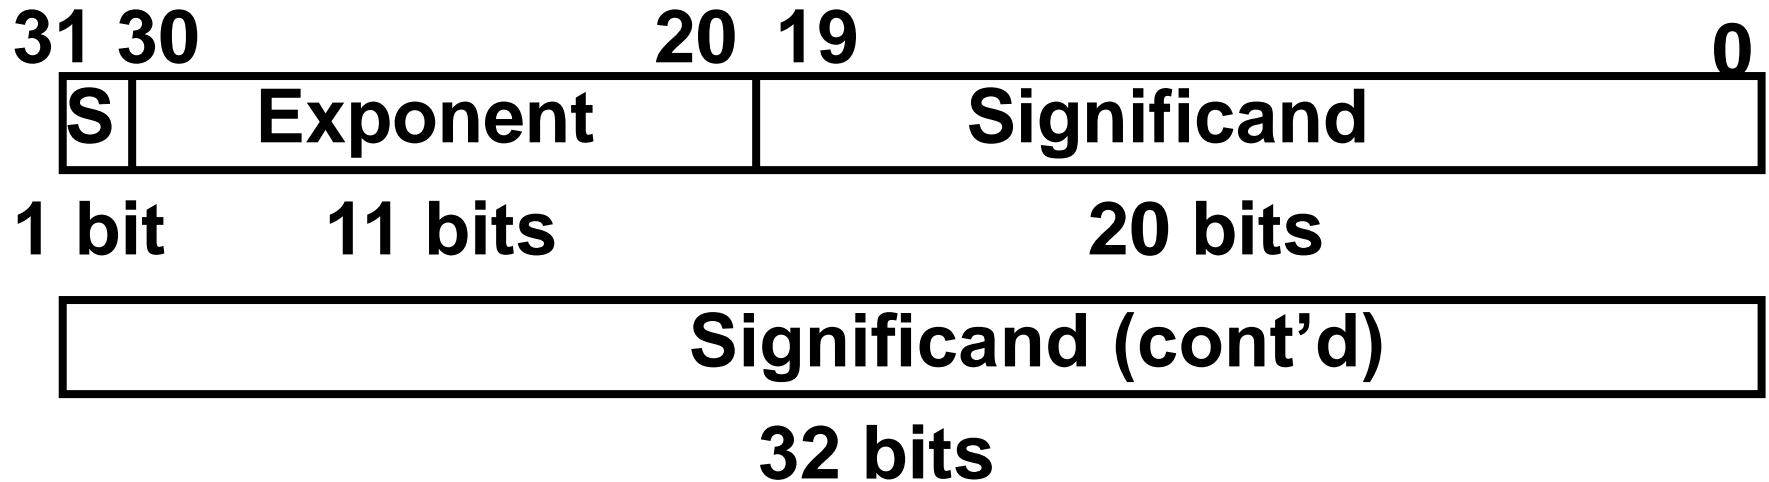 31 30 20 19 0
S Exponent Significand
1 bit 11 bits 20 bits
Significand (cont’d)
32 bits